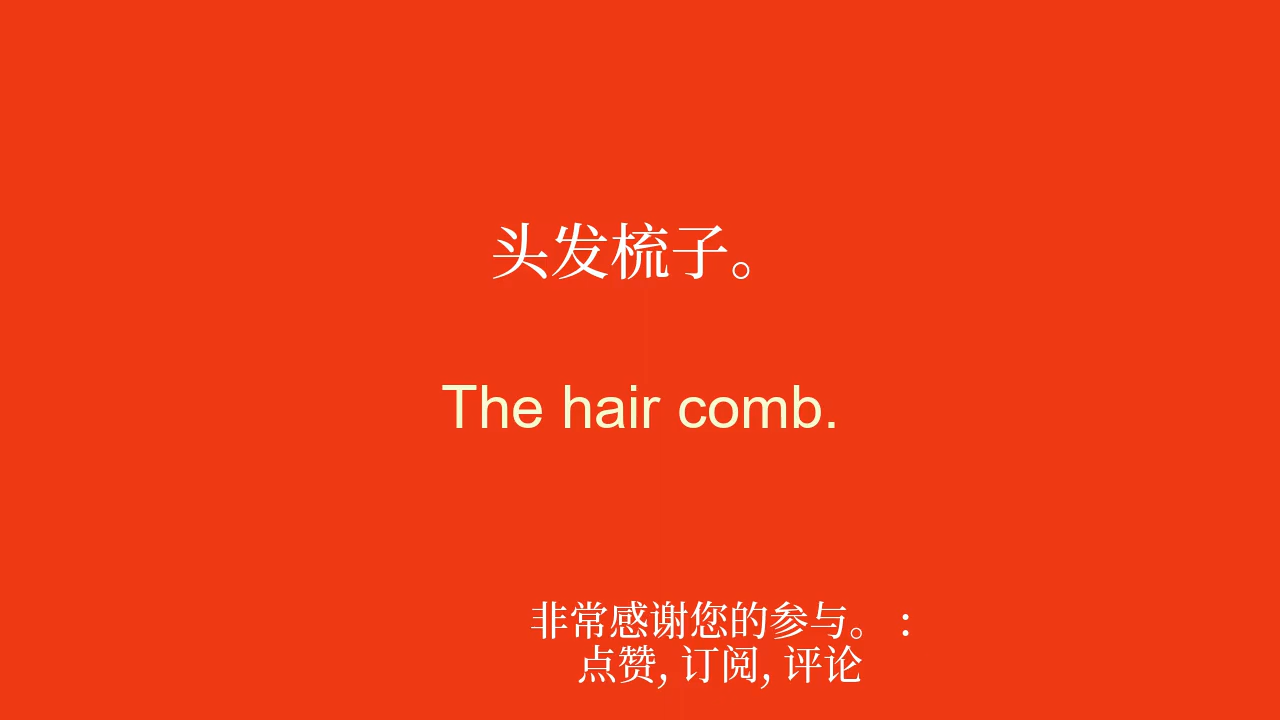 头发梳子。
The hair comb.
非常感谢您的参与。 :
点赞, 订阅, 评论